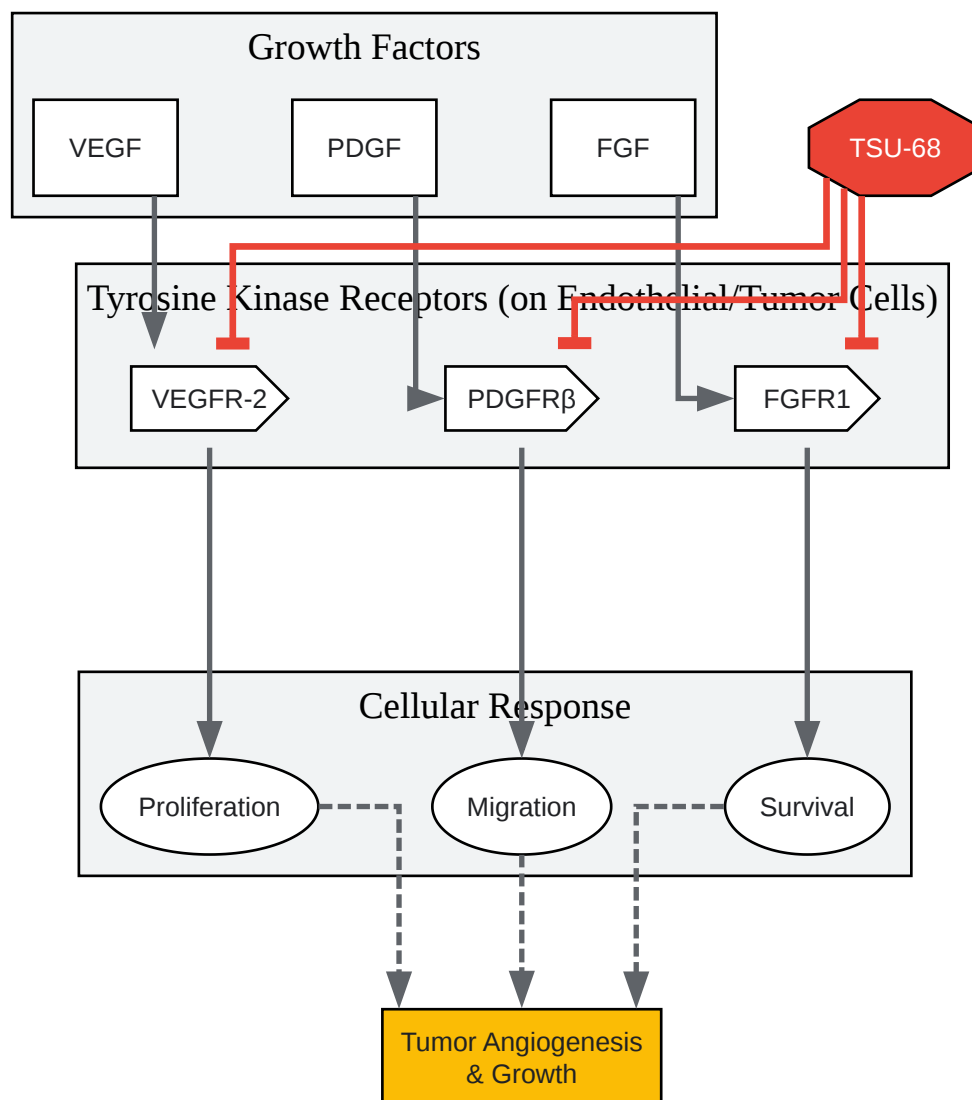 Growth Factors
VEGF
PDGF
FGF
TSU-68
Tyrosine Kinase Receptors (on Endothelial/Tumor Cells)
VEGFR-2
PDGFRβ
FGFR1
Cellular Response
Proliferation
Migration
Survival
Tumor Angiogenesis
& Growth